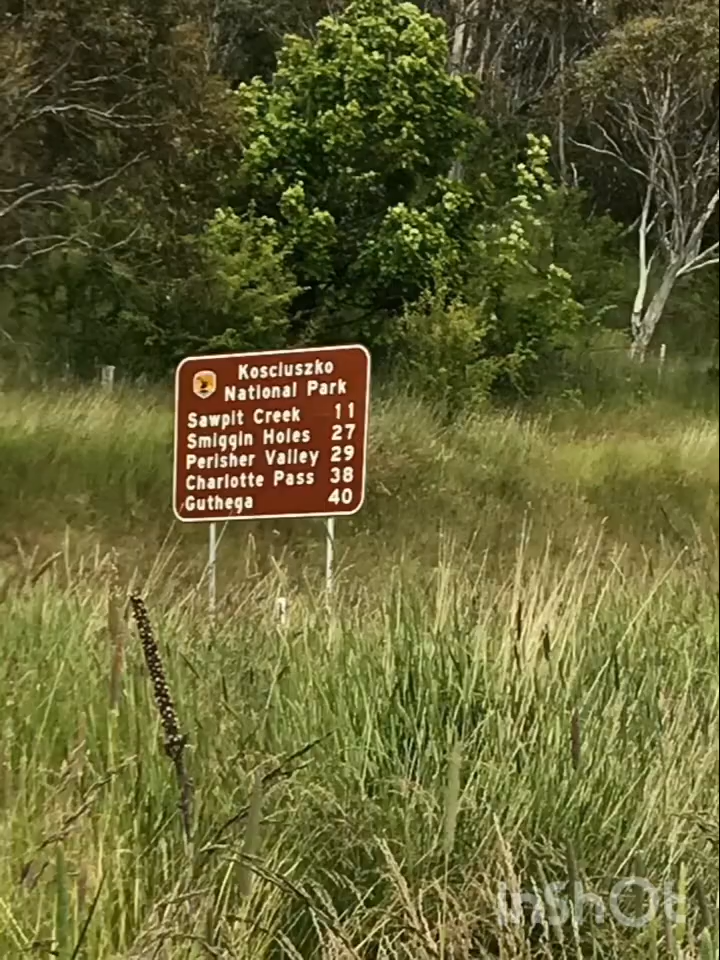 Kosciuszko
National Park
Sawpit Creek 11
Smiggin Holes 27
Perisher Valley 29
Charlotte Pass 38
Guthega 40
InShOt